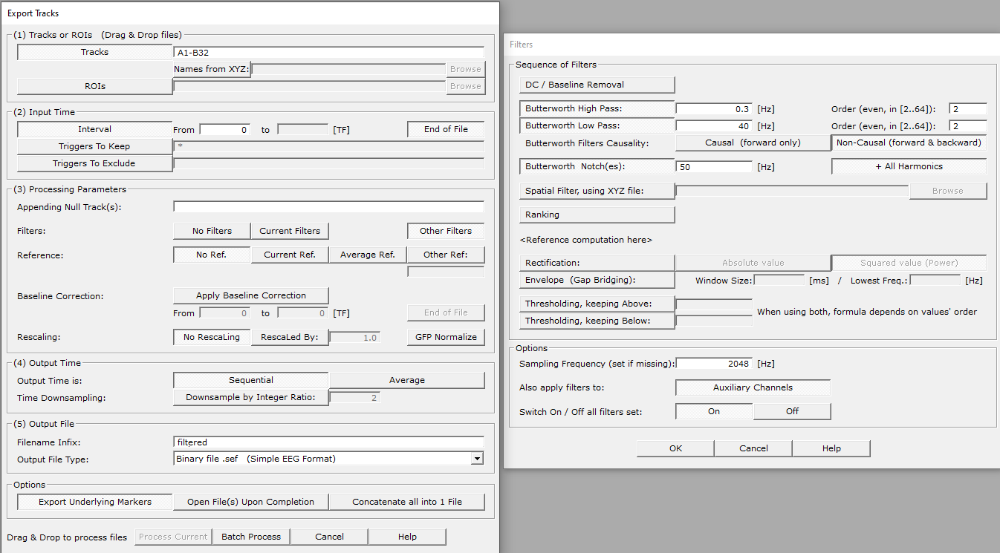 Export Tracks
(1) Tracks or ROIs (Drag & Drop files)
Tracks A1-B32
Names from XYZ: Browse
ROIs Browse
(2) Input Time
Interval From 0 to [TF] End of File
Triggers To Keep *
Triggers To Exclude
(3) Processing Parameters
Appending Null Track(s):
Filters: No Filters Current Filters Other Filters
Reference: No Ref. Current Ref. Average Ref. Other Ref:
Baseline Correction: Apply Baseline Correction
From 0 to 0 [TF] End of File
Rescaling: No RescaLing RescaLed By: 1.0 GFP Normalize
(4) Output Time
Output Time is: Sequential Average
Time Downsampling: Downsample by Integer Ratio: 2
(5) Output File
Filename Infix: filtered
Output File Type: Binary file .sef (Simple EEG Format)
Options
Export Underlying Markers Open File(s) Upon Completion Concatenate all into 1 File
Drag & Drop to process files Process Current Batch Process Cancel Help
Filters
Sequence of Filters
DC / Baseline Removal
Butterworth High Pass: 0.3 [Hz] Order (even, in [2..64]): 2
Butterworth Low Pass: 40 [Hz] Order (even, in [2..64]): 2
Butterworth Filters Causality: Causal (forward only) Non-Causal (forward & backward)
Butterworth Notch(es): 50 [Hz] + All Harmonics
Spatial Filter, using XYZ file: Browse
Ranking
<Reference computation here>
Rectification: Absolute value Squared value (Power)
Envelope (Gap Bridging): Window Size: [ms] / Lowest Freq.: [Hz]
Thresholding, keeping Above:
When using both, formula depends on values' order
Thresholding, keeping Below:
Options
Sampling Frequency (set if missing): 2048 [Hz]
Also apply filters to: Auxiliary Channels
Switch On / Off all filters set: On Off
OK Cancel Help